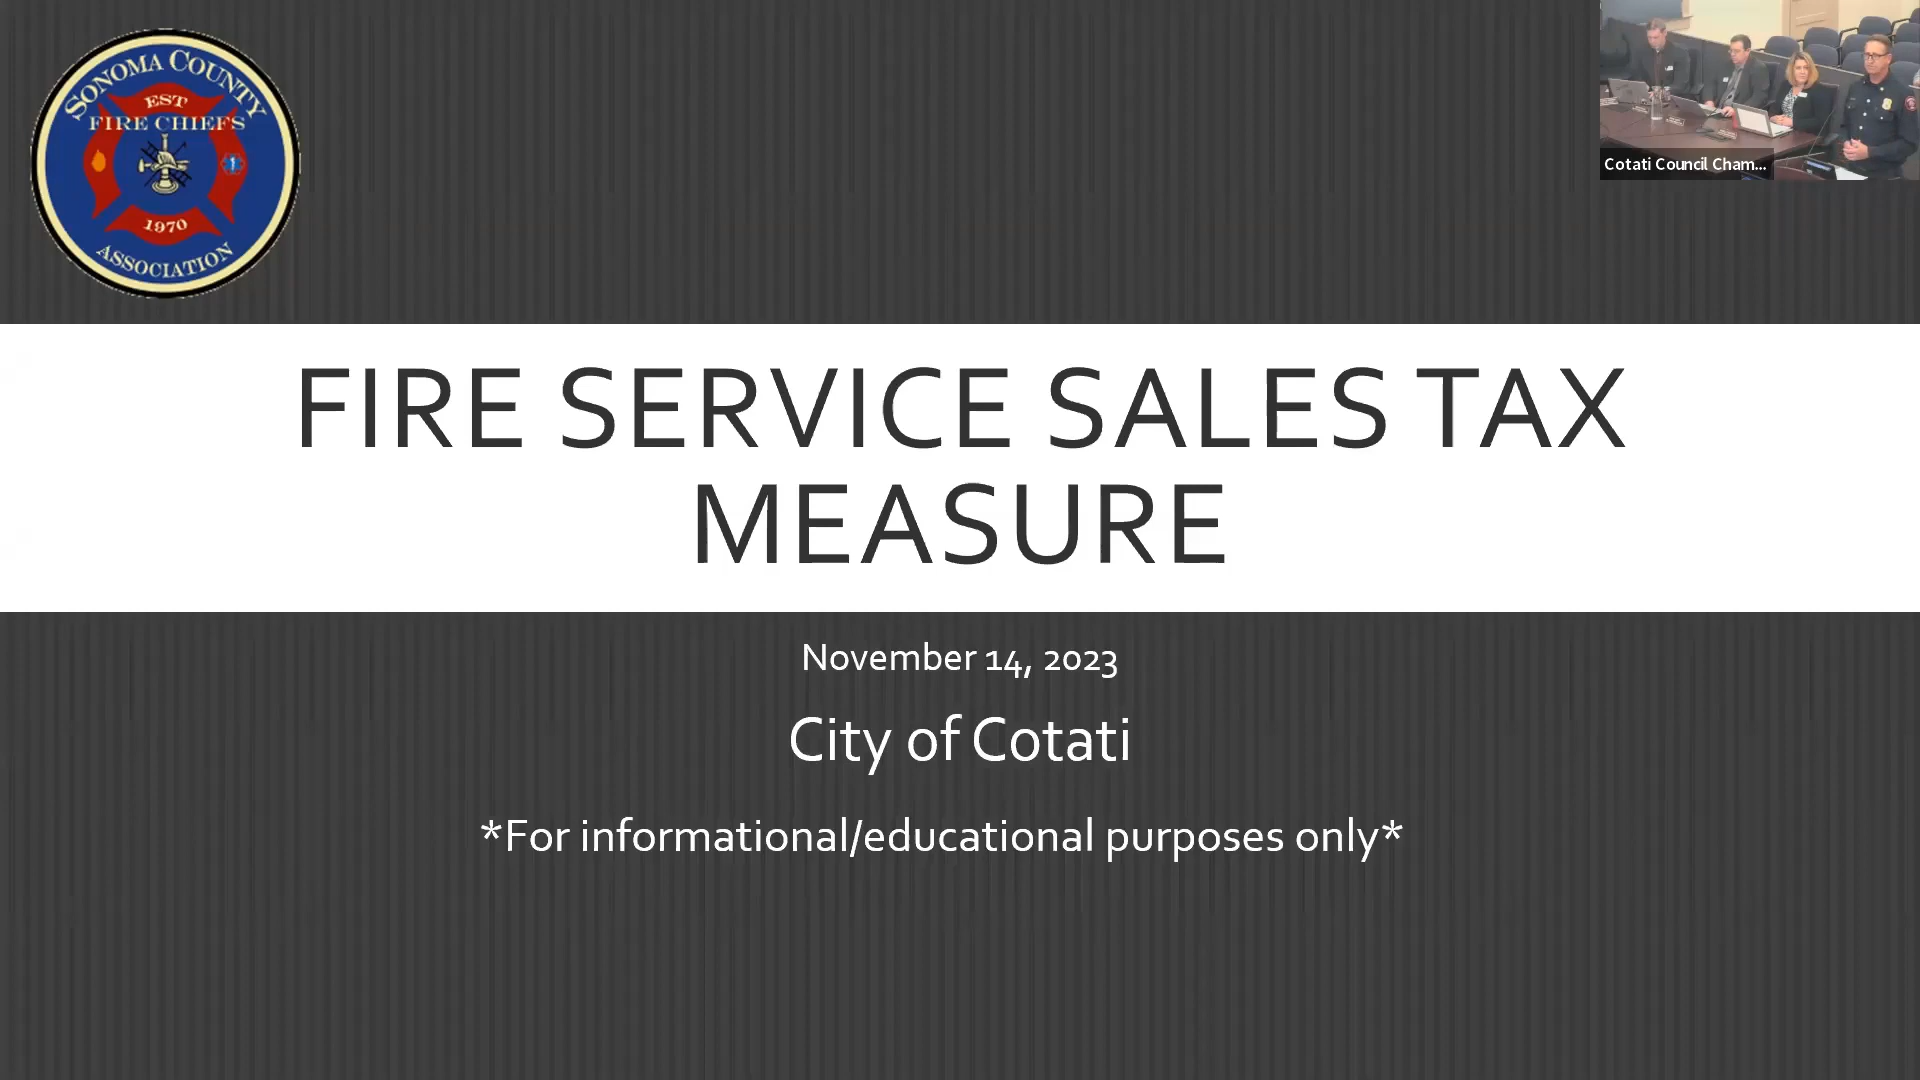 SONOMA COUNTY
EST
FIRE CHIEFS
1970
ASSOCIATION
Cotati Council Cham...
FIRE SERVICE SALES TAX
MEASURE
November 14, 2023
City of Cotati
*For informational/educational purposes only*